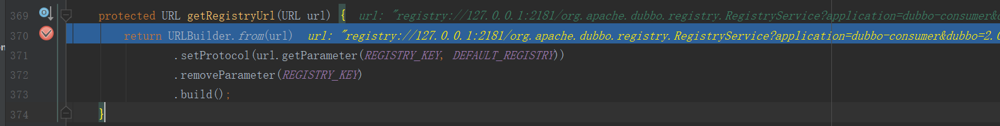 369 protected URL getRegistryUrl(URL url) { url: "registry://127.0.0.1:2181/org.apache.dubbo.registry.RegistryService?application=dubbo-consumer&
370 return URLBuilder.from(url) url: "registry://127.0.0.1:2181/org.apache.dubbo.registry.RegistryService?application=dubbo-consumer&dubbo=2.0
371 .setProtocol(url.getParameter(REGISTRY_KEY, DEFAULT_REGISTRY))
372 .removeParameter(REGISTRY_KEY)
373 .build();
374 }